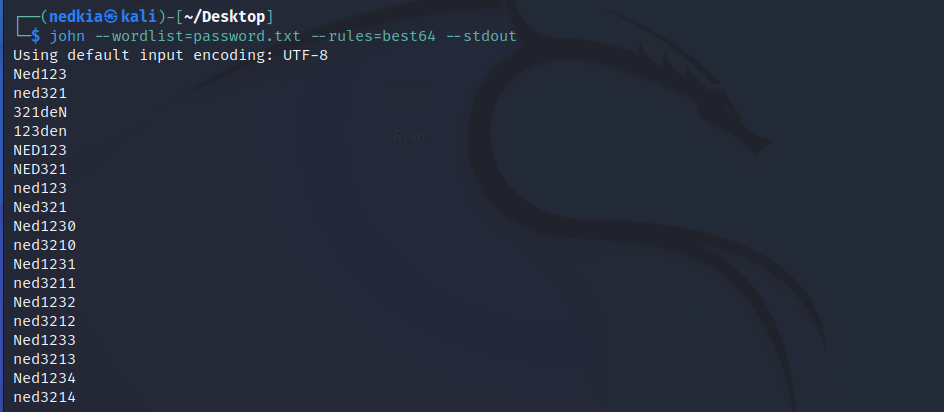 ┌──(nedkia㉿kali)-[~/Desktop]
└─$ john --wordlist=password.txt --rules=best64 --stdout
Using default input encoding: UTF-8
Ned123
ned321
321deN
123den
NED123
NED321
ned123
Ned321
Ned1230
ned3210
Ned1231
ned3211
Ned1232
ned3212
Ned1233
ned3213
Ned1234
ned3214
Ryan